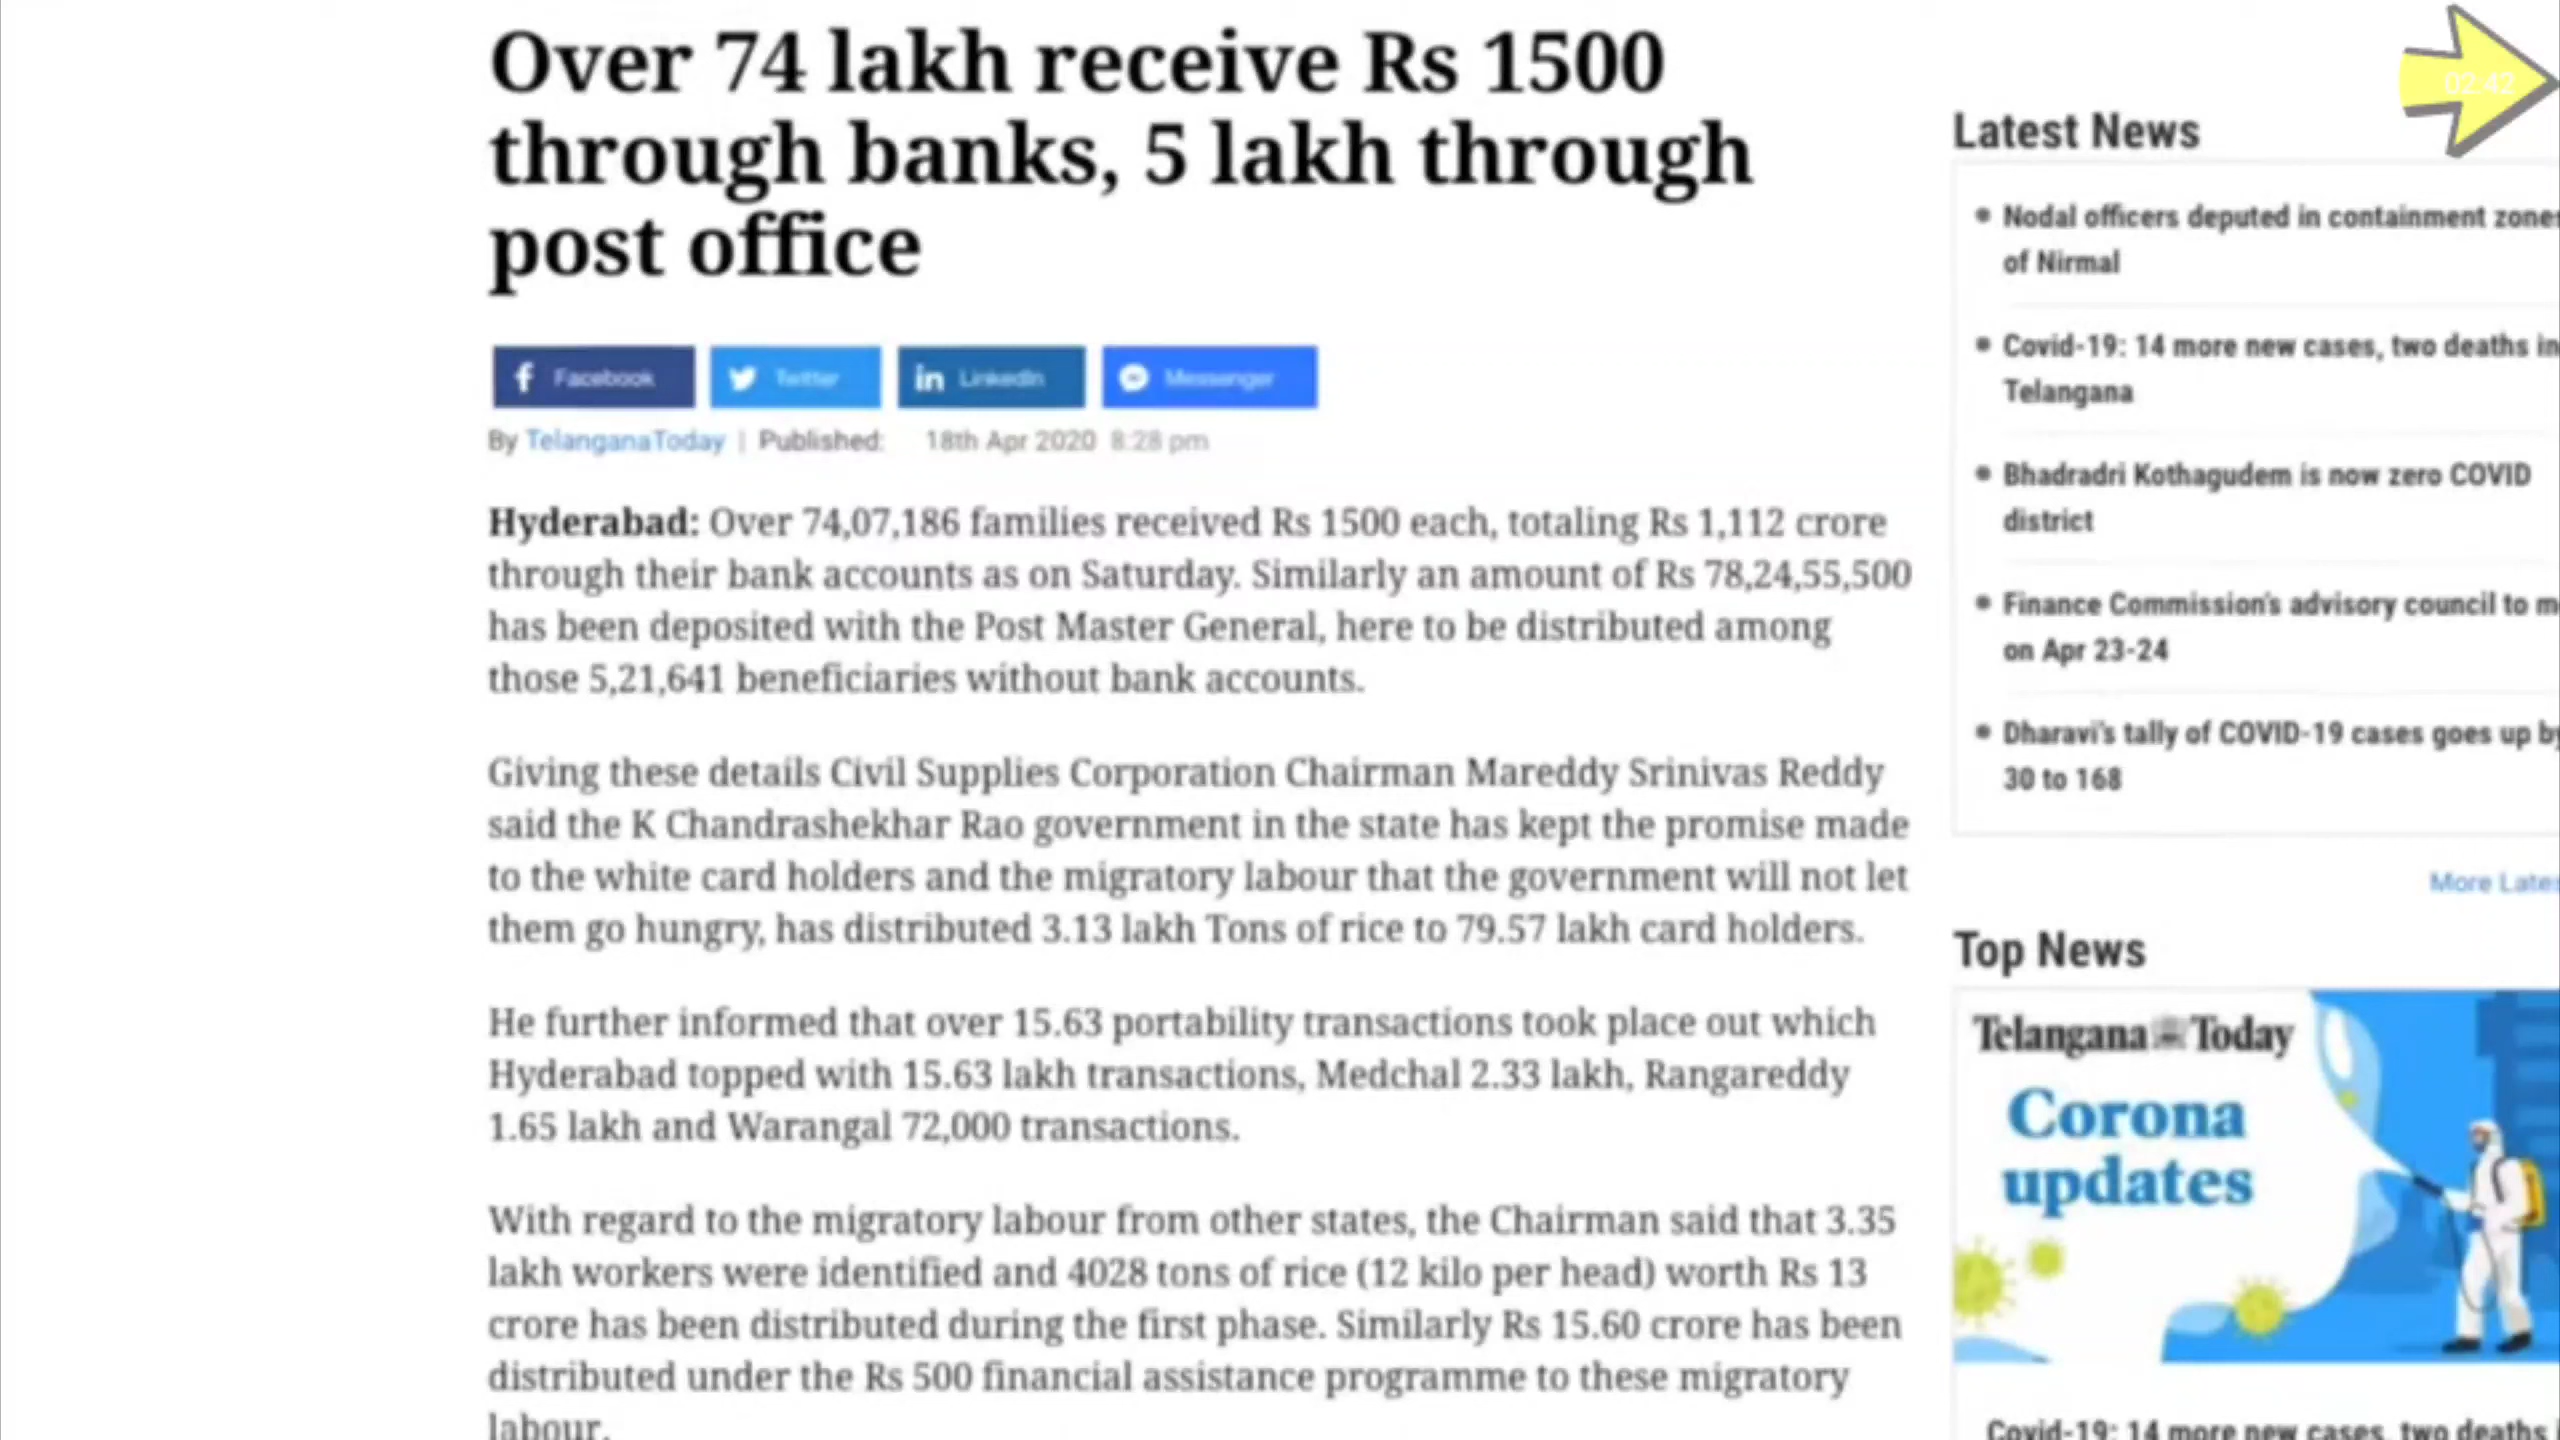 Over 74 lakh receive Rs 1500
through banks, 5 lakh through
post office
Facebook
Twitter
LinkedIn
Messenger
By TelanganaToday | Published: 18th Apr 2020 8:28 pm
Hyderabad: Over 74,07,186 families received Rs 1500 each, totaling Rs 1,112 crore
through their bank accounts as on Saturday. Similarly an amount of Rs 78,24,55,500
has been deposited with the Post Master General, here to be distributed among
those 5,21,641 beneficiaries without bank accounts.
Giving these details Civil Supplies Corporation Chairman Mareddy Srinivas Reddy
said the K Chandrashekhar Rao government in the state has kept the promise made
to the white card holders and the migratory labour that the government will not let
them go hungry, has distributed 3.13 lakh Tons of rice to 79.57 lakh card holders.
He further informed that over 15.63 portability transactions took place out which
Hyderabad topped with 15.63 lakh transactions, Medchal 2.33 lakh, Rangareddy
1.65 lakh and Warangal 72,000 transactions.
With regard to the migratory labour from other states, the Chairman said that 3.35
lakh workers were identified and 4028 tons of rice (12 kilo per head) worth Rs 13
crore has been distributed during the first phase. Similarly Rs 15.60 crore has been
distributed under the Rs 500 financial assistance programme to these migratory
labour.
02:42
Latest News
Nodal officers deputed in containment zones
of Nirmal
Covid-19: 14 more new cases, two deaths in
Telangana
Bhadradri Kothagudem is now zero COVID
district
Finance Commission's advisory council to m
on Apr 23-24
Dharavi's tally of COVID-19 cases goes up by
30 to 168
More Lates
Top News
Telangana Today
Corona
updates
Covid-19: 14 more new cases, two deaths i